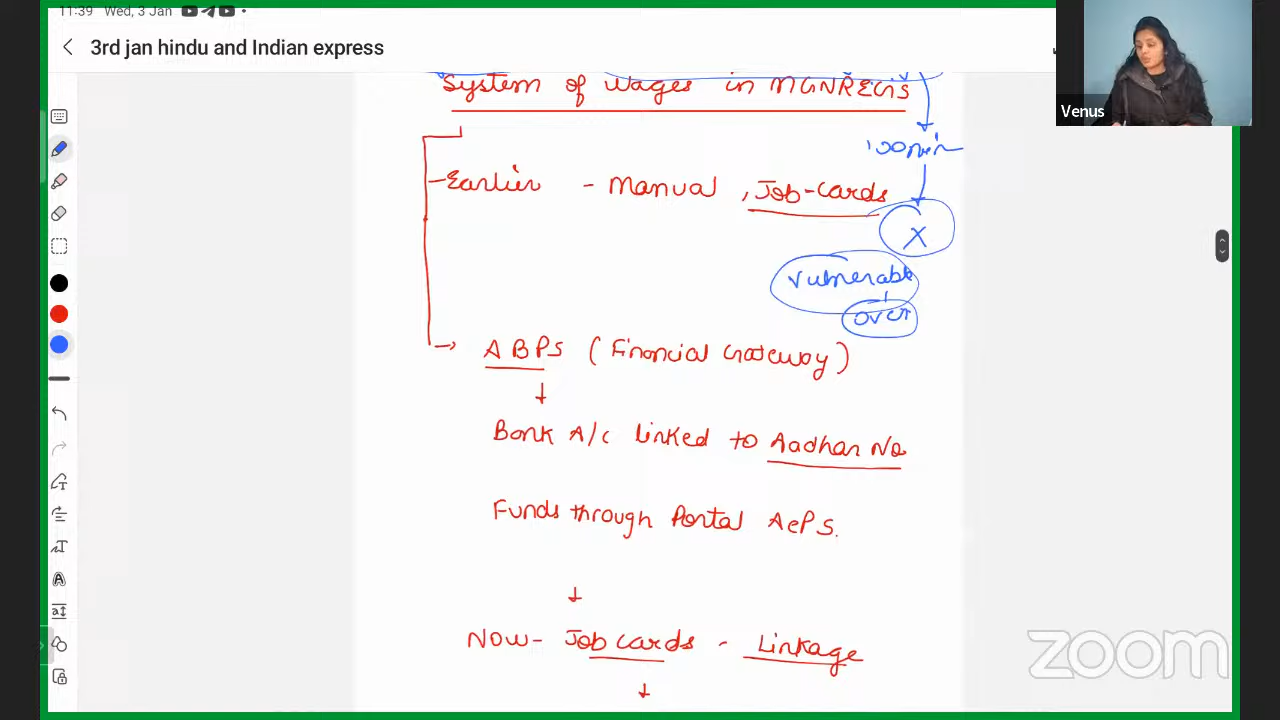 11:39 Wed, 3 Jan
3rd jan hindu and Indian express
Venus
System of wages in MGNREGS
Earlier - Manual, Job-cards
X
vulnerable
over
ABPS (Financial Gateway)
Bank A/c linked to Aadhar No
Funds through Portal AePS.
Now- Job cards - Linkage
zoom